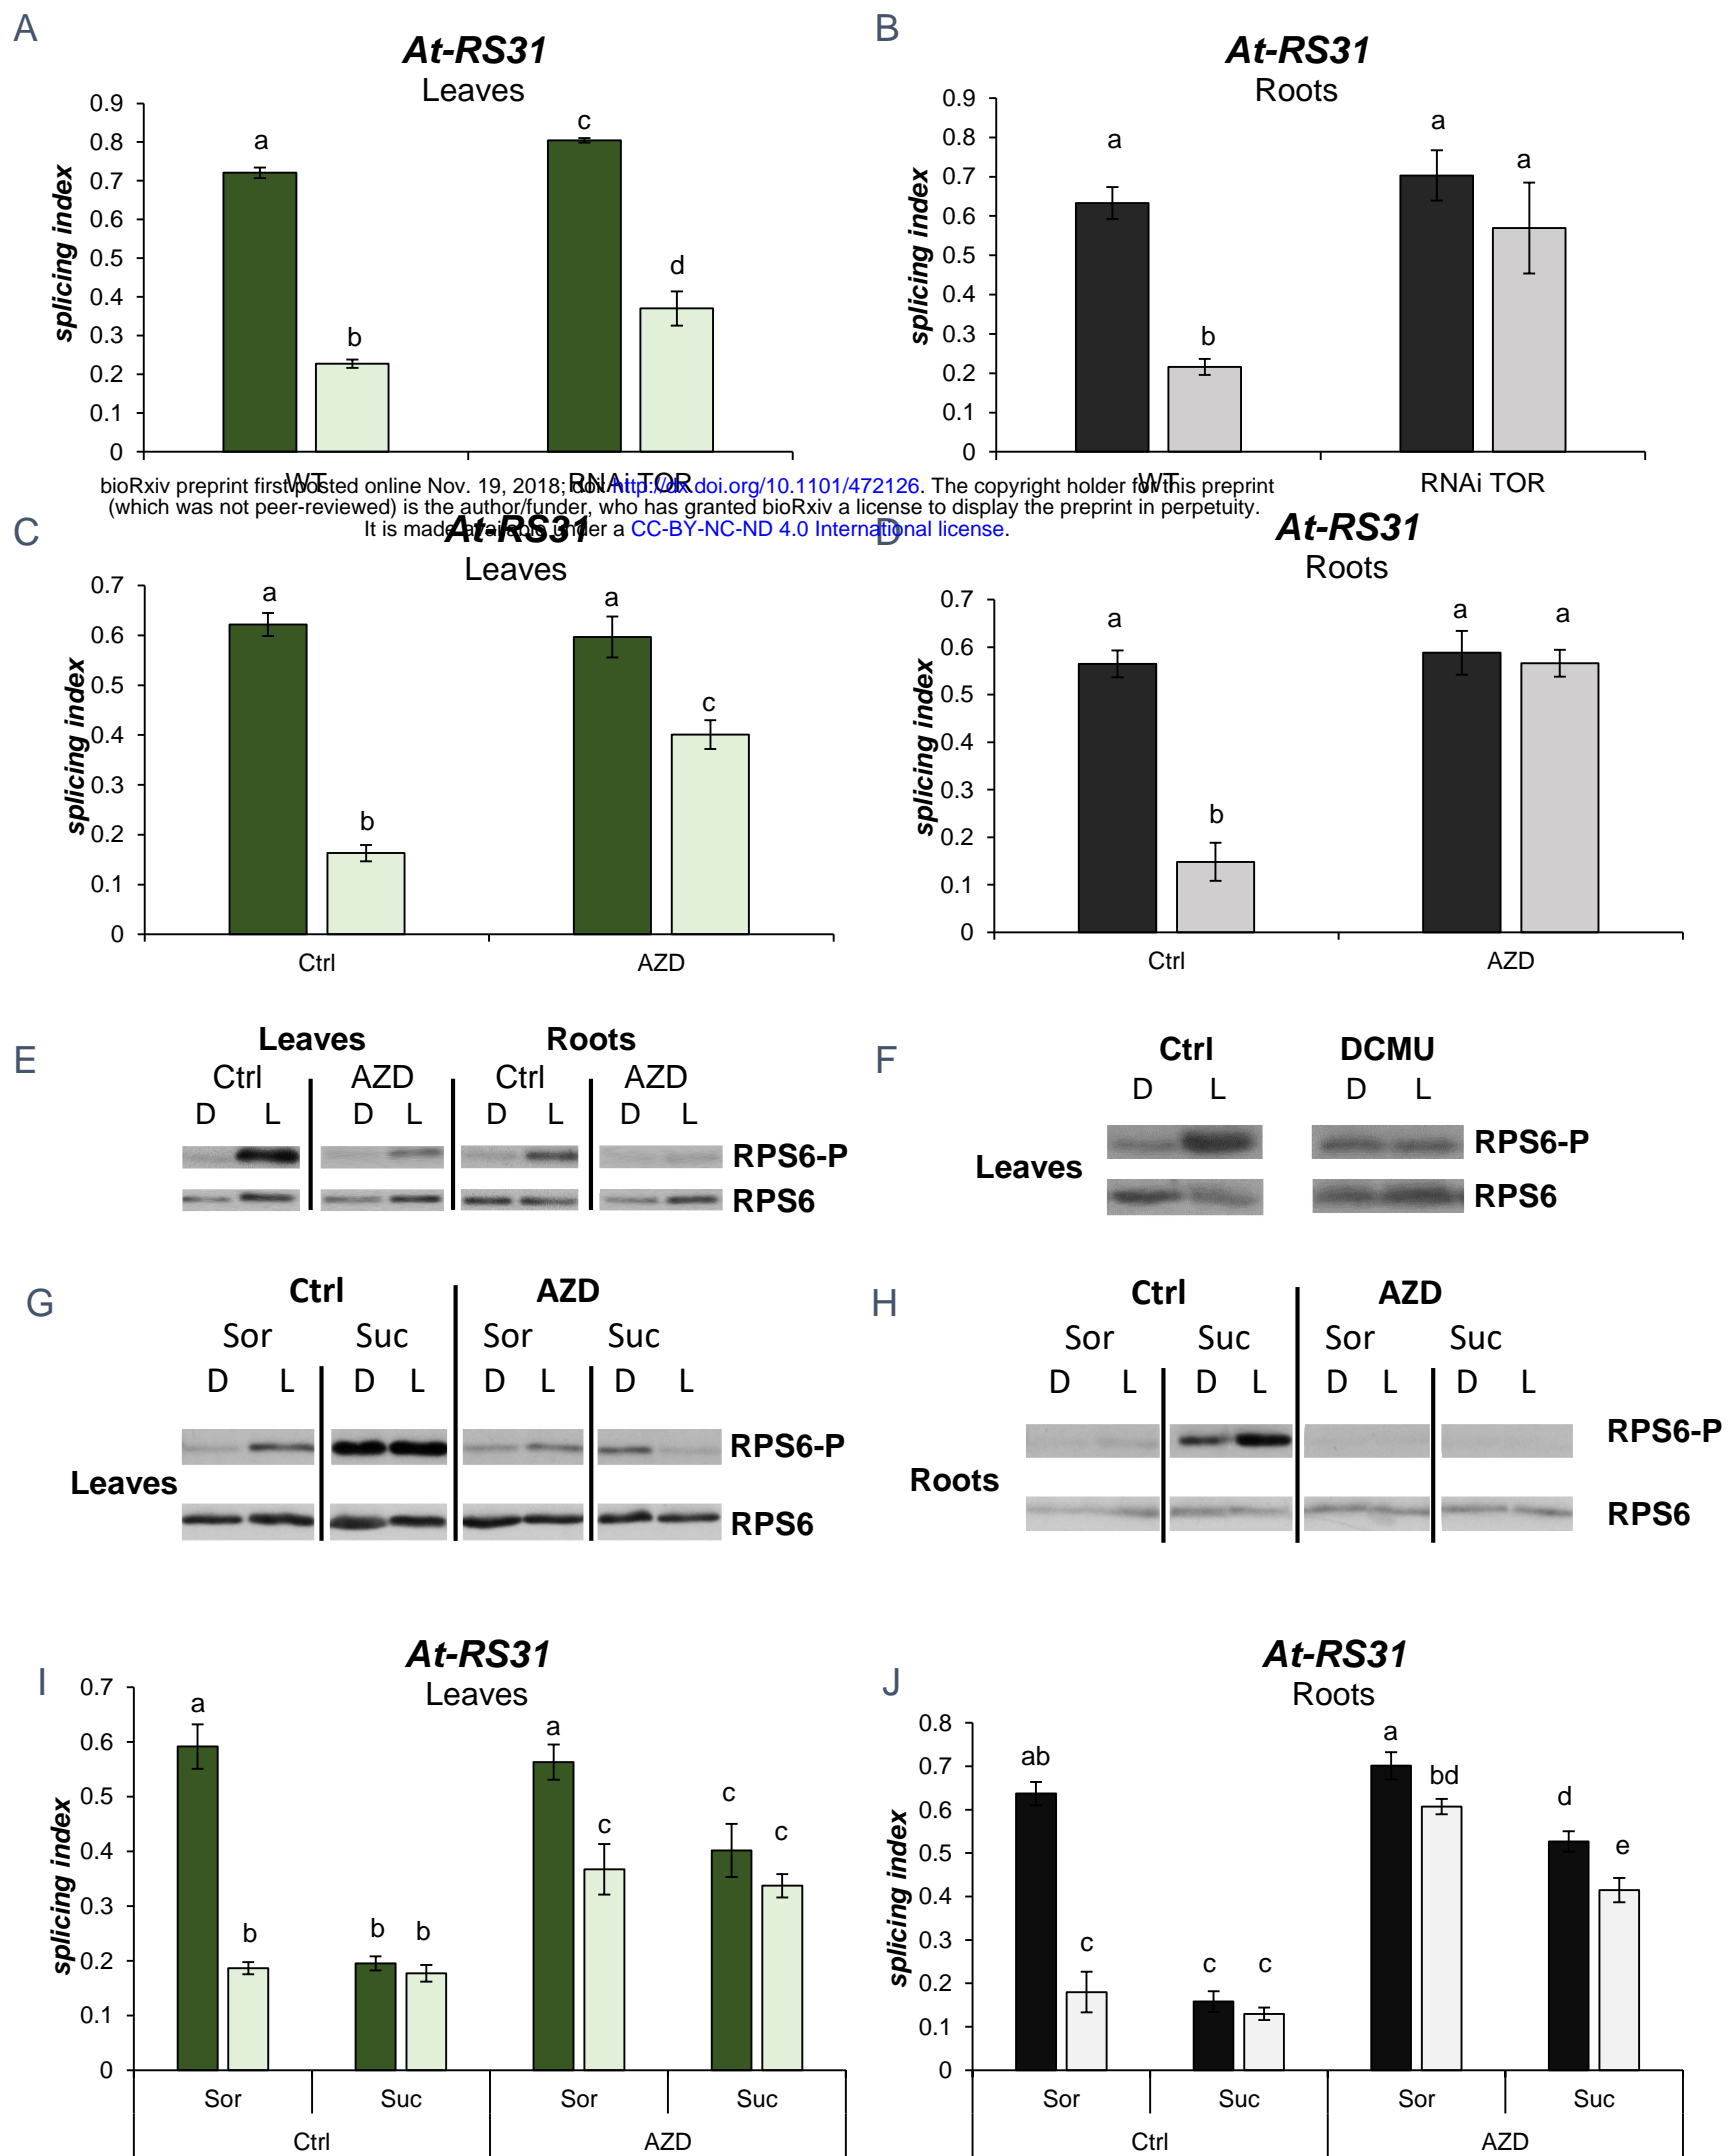 A
At-RS31
Leaves
splicing index
0.9
0.8
0.7
0.6
0.5
0.4
0.3
0.2
0.1
0
a
b
c
d
WT
RNAi TOR
B
At-RS31
Roots
splicing index
0.9
0.8
0.7
0.6
0.5
0.4
0.3
0.2
0.1
0
a
b
a
a
WT
RNAi TOR
bioRxiv preprint first posted online Nov. 19, 2018; doi: http://dx.doi.org/10.1101/472126. The copyright holder for this preprint
(which was not peer-reviewed) is the author/funder, who has granted bioRxiv a license to display the preprint in perpetuity.
It is made available under a CC-BY-NC-ND 4.0 International license.
C
At-RS31
Leaves
splicing index
0.7
0.6
0.5
0.4
0.3
0.2
0.1
0
a
b
a
c
Ctrl
AZD
D
At-RS31
Roots
splicing index
0.7
0.6
0.5
0.4
0.3
0.2
0.1
0
a
b
a
a
Ctrl
AZD
E
Leaves Roots
Ctrl AZD Ctrl AZD
D L D L D L D L
RPS6-P
RPS6
F
Ctrl DCMU
D L D L
Leaves
RPS6-P
RPS6
G
Ctrl AZD
Sor Suc Sor Suc
D L D L D L D L
RPS6-P
Leaves
RPS6
H
Ctrl AZD
Sor Suc Sor Suc
D L D L D L D L
RPS6-P
Roots
RPS6
I
At-RS31
Leaves
splicing index
0.7
0.6
0.5
0.4
0.3
0.2
0.1
0
a
b
b
b
a
c
c
c
Sor Suc Sor Suc
Ctrl AZD
J
At-RS31
Roots
splicing index
0.8
0.7
0.6
0.5
0.4
0.3
0.2
0.1
0
ab
c
c
c
a
bd
d
e
Sor Suc Sor Suc
Ctrl AZD